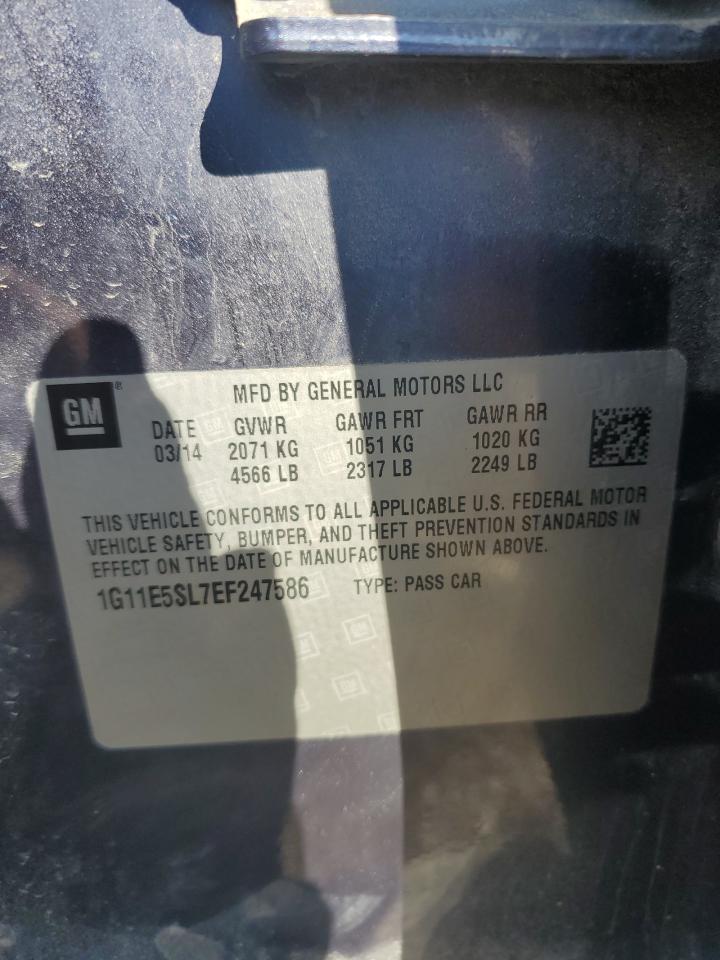 GM®
MFD BY GENERAL MOTORS LLC
DATE GVWR GAWR FRT GAWR RR
03/14 2071 KG 1051 KG 1020 KG
4566 LB 2317 LB 2249 LB
THIS VEHICLE CONFORMS TO ALL APPLICABLE U.S. FEDERAL MOTOR
VEHICLE SAFETY, BUMPER, AND THEFT PREVENTION STANDARDS IN
EFFECT ON THE DATE OF MANUFACTURE SHOWN ABOVE.
1G11E5SL7EF247586 TYPE: PASS CAR